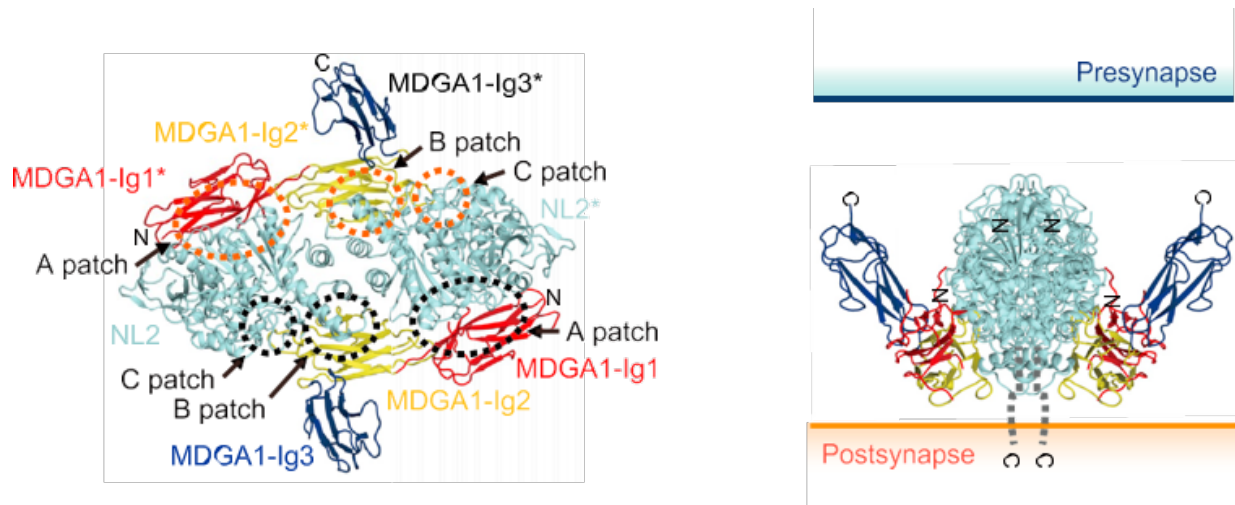 C
MDGA1-Ig3*
MDGA1-Ig2*
B patch
MDGA1-Ig1*
C patch
NL2*
N
A patch
N
NL2
A patch
C patch
MDGA1-Ig1
B patch
MDGA1-Ig2
MDGA1-Ig3
Presynapse
C
C
N
N
N
N
Postsynapse
C
C